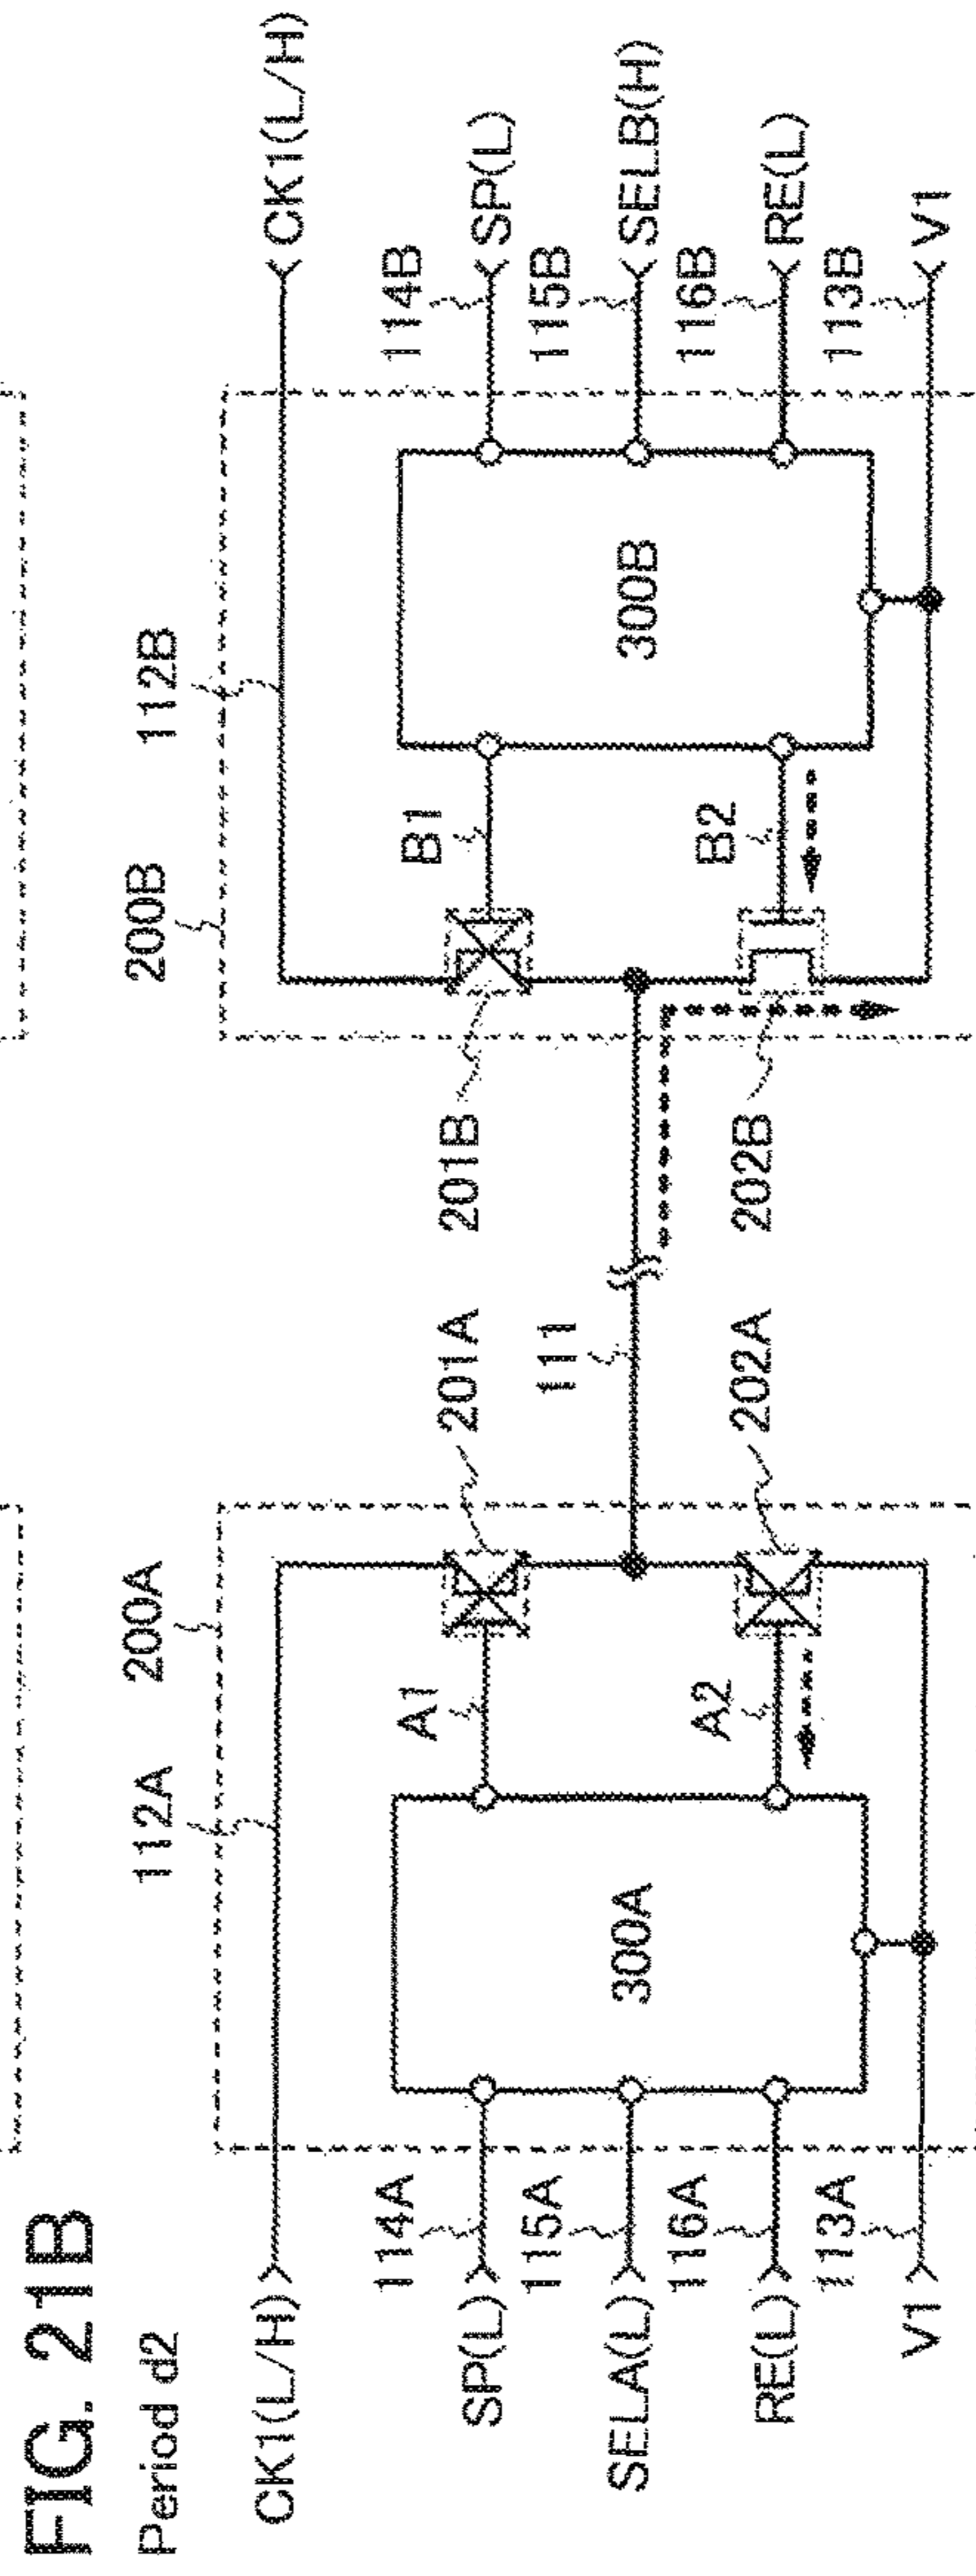 FIG. 21B
Period d2
CK1(L/H)
112A
200A
200B
112B
CK1(L/H)
SP(L)
114A
A1
201A
201B
B1
114B
SP(L)
SELA(L)
115A
300A
111
300B
115B
SELB(H)
RE(L)
116A
A2
202A
202B
B2
116B
RE(L)
V1
113A
113B
V1